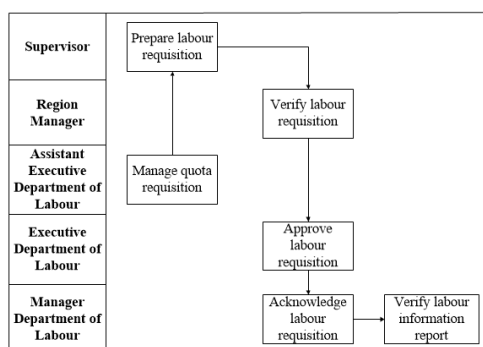 Supervisor
Prepare labour
requisition
Region
Manager
Verify labour
requisition
Assistant
Executive
Department of
Labour
Manage quota
requisition
Executive
Department of
Labour
Approve
labour
requisition
Manager
Department of
Labour
Acknowledge
labour
requisition
Verify labour
information
report